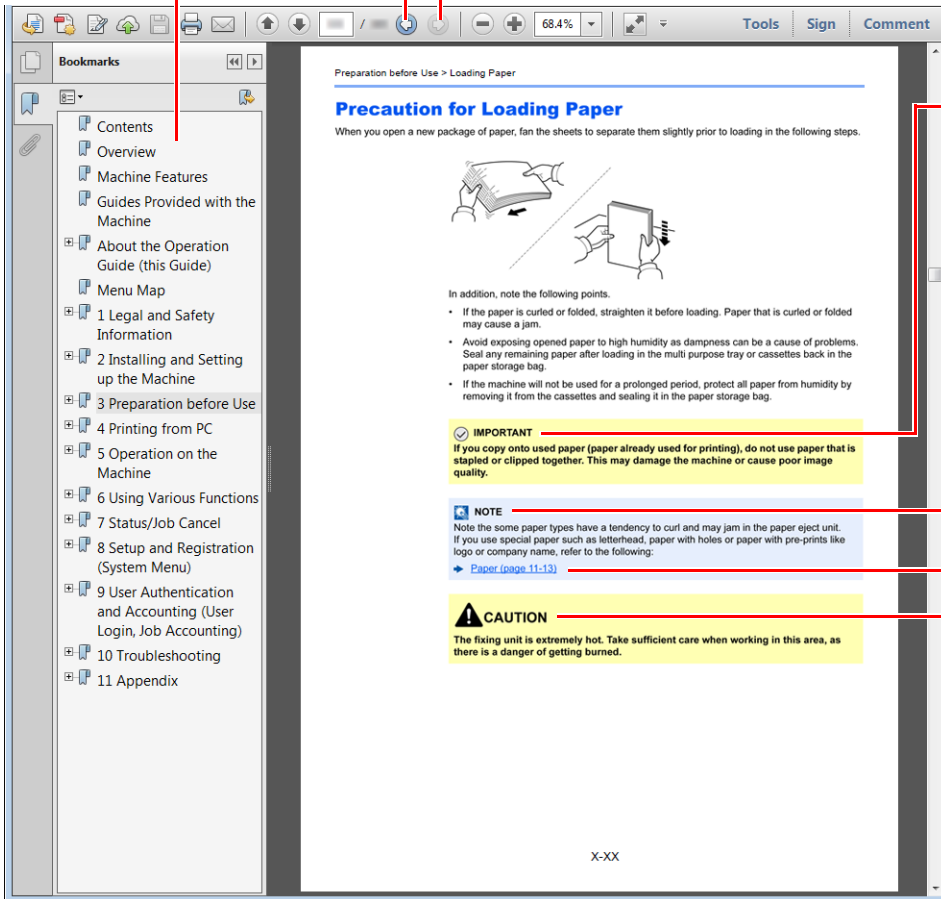 /
68.4%
Tools
Sign
Comment
Bookmarks
Contents
Overview
Machine Features
Guides Provided with the
Machine
About the Operation
Guide (this Guide)
Menu Map
1 Legal and Safety
Information
2 Installing and Setting
up the Machine
3 Preparation before Use
4 Printing from PC
5 Operation on the
Machine
6 Using Various Functions
7 Status/Job Cancel
8 Setup and Registration
(System Menu)
9 User Authentication
and Accounting (User
Login, Job Accounting)
10 Troubleshooting
11 Appendix
Preparation before Use > Loading Paper
Precaution for Loading Paper
When you open a new package of paper, fan the sheets to separate them slightly prior to loading in the following steps.
In addition, note the following points.
• If the paper is curled or folded, straighten it before loading. Paper that is curled or folded
may cause a jam.
• Avoid exposing opened paper to high humidity as dampness can be a cause of problems.
Seal any remaining paper after loading in the multi purpose tray or cassettes back in the
paper storage bag.
• If the machine will not be used for a prolonged period, protect all paper from humidity by
removing it from the cassettes and sealing it in the paper storage bag.
IMPORTANT
If you copy onto used paper (paper already used for printing), do not use paper that is
stapled or clipped together. This may damage the machine or cause poor image
quality.
NOTE
Note the some paper types have a tendency to curl and may jam in the paper eject unit.
If you use special paper such as letterhead, paper with holes or paper with pre-prints like
logo or company name, refer to the following:
Paper (page 11-13)
CAUTION
The fixing unit is extremely hot. Take sufficient care when working in this area, as
there is a danger of getting burned.
X-XX